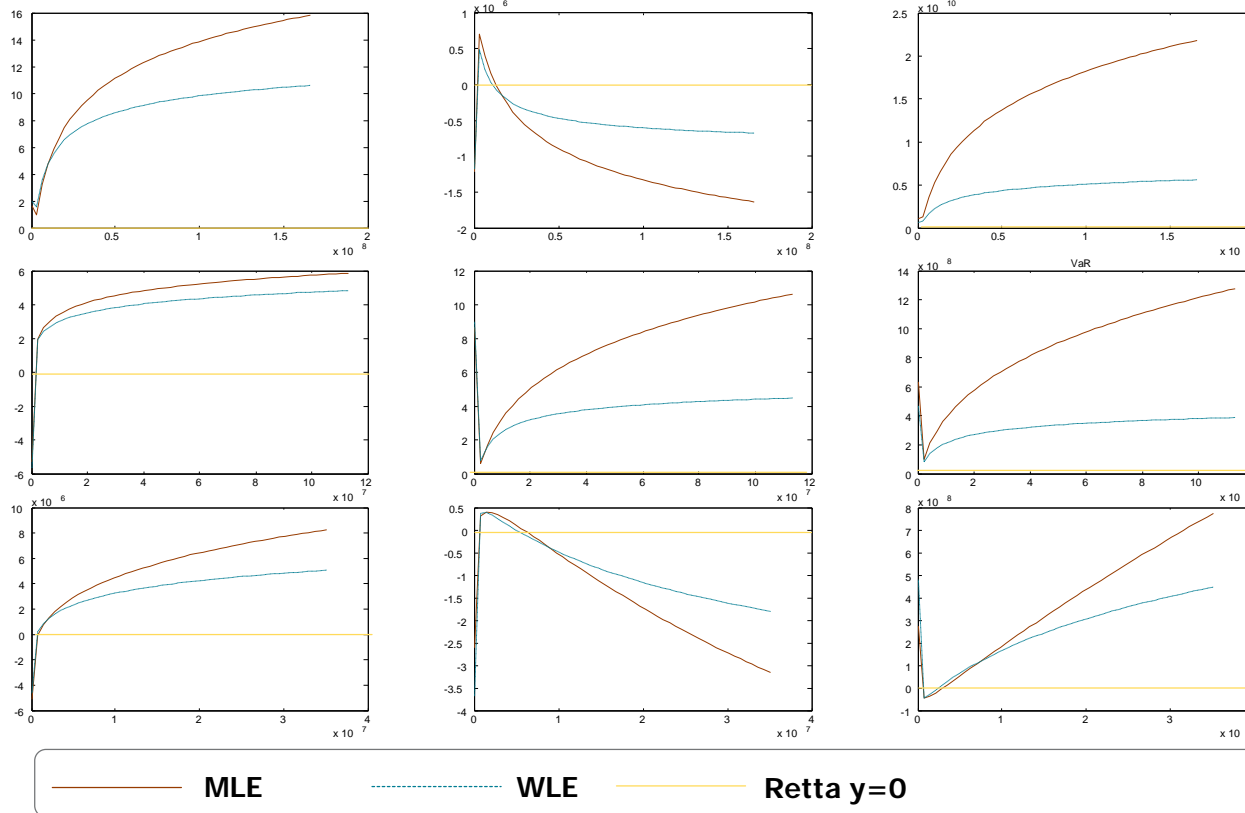 x 10 6
x 10 10
16
14
12
10
8
6
4
2
0
0 0.5 1 1.5 2
x 10 8
1
0.5
0
-0.5
-1
-1.5
-2
0 0.5 1 1.5 2
x 10 8
2.5
2
1.5
1
0.5
0
0 0.5 1 1.5
x 10
6
4
2
0
-2
-4
-6
0 2 4 6 8 10 12
x 10 7
12
10
8
6
4
2
0
0 2 4 6 8 10 12
x 10 7
x 10 8
VaR
14
12
10
8
6
4
2
0
0 2 4 6 8 10
x 10
x 10 6
10
8
6
4
2
0
-2
-4
6
0 1 2 3 4
x 10 7
0.5
0
-0.5
-1
-1.5
-2
-2.5
-3
-3.5
-4
0 1 2 3 4
x 10 7
x 10 8
8
7
6
5
4
3
2
1
0
-1
0 1 2 3
x 10
MLE WLE Retta y=0